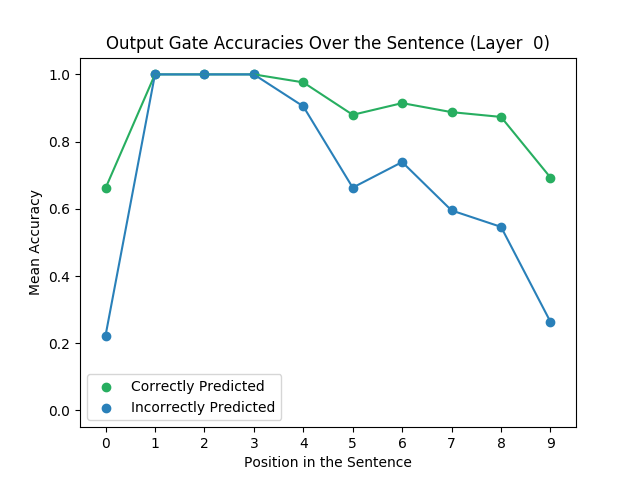 Output Gate Accuracies Over the Sentence (Layer  0)
Mean Accuracy
1.0
0.8
0.6
0.4
0.2
0.0
Correctly Predicted
Incorrectly Predicted
0 1 2 3 4 5 6 7 8 9
Position in the Sentence